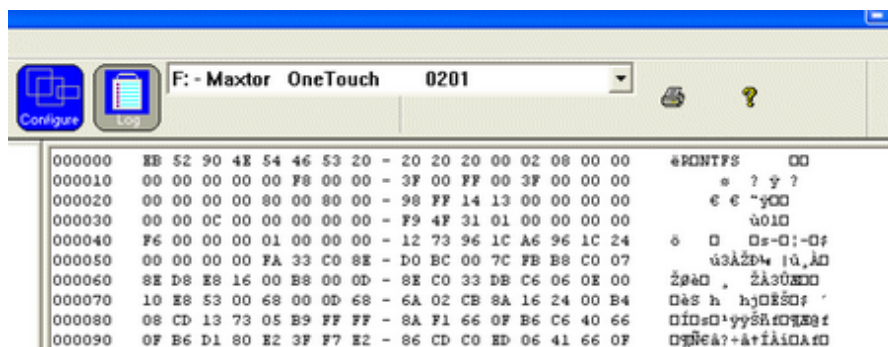 F: - Maxtor OneTouch 0201
Configure
Log
000000 EB 52 90 4E 54 46 53 20 - 20 20 20 00 02 08 00 00 ëR□NTFS □□
000010 00 00 00 00 00 F8 00 00 - 3F 00 FF 00 3F 00 00 00 ø ? ÿ ?
000020 00 00 00 00 80 00 80 00 - 98 FF 14 13 00 00 00 00 € € ˜ÿ□□
000030 00 00 0C 00 00 00 00 00 - F9 4F 31 01 00 00 00 00 ùO1□
000040 F6 00 00 00 01 00 00 00 - 12 73 96 1C A6 96 1C 24 ö □ □s–□¦–□$
000050 00 00 00 00 FA 33 C0 8E - D0 BC 00 7C FB B8 C0 07 ú3ÀŽÐ¼ |û¸À□
000060 8E D8 E8 16 00 B8 00 0D - 8E C0 33 DB C6 06 0E 00
000070 10 E8 53 00 68 00 0D 68 - 6A 02 CB 8A 16 24 00 B4
000080 08 CD 13 73 05 B9 FF FF - 8A F1 66 0F B6 C6 40 66
000090 0F B6 D1 80 E2 3F F7 E2 - 86 CD C0 ED 06 41 66 0F